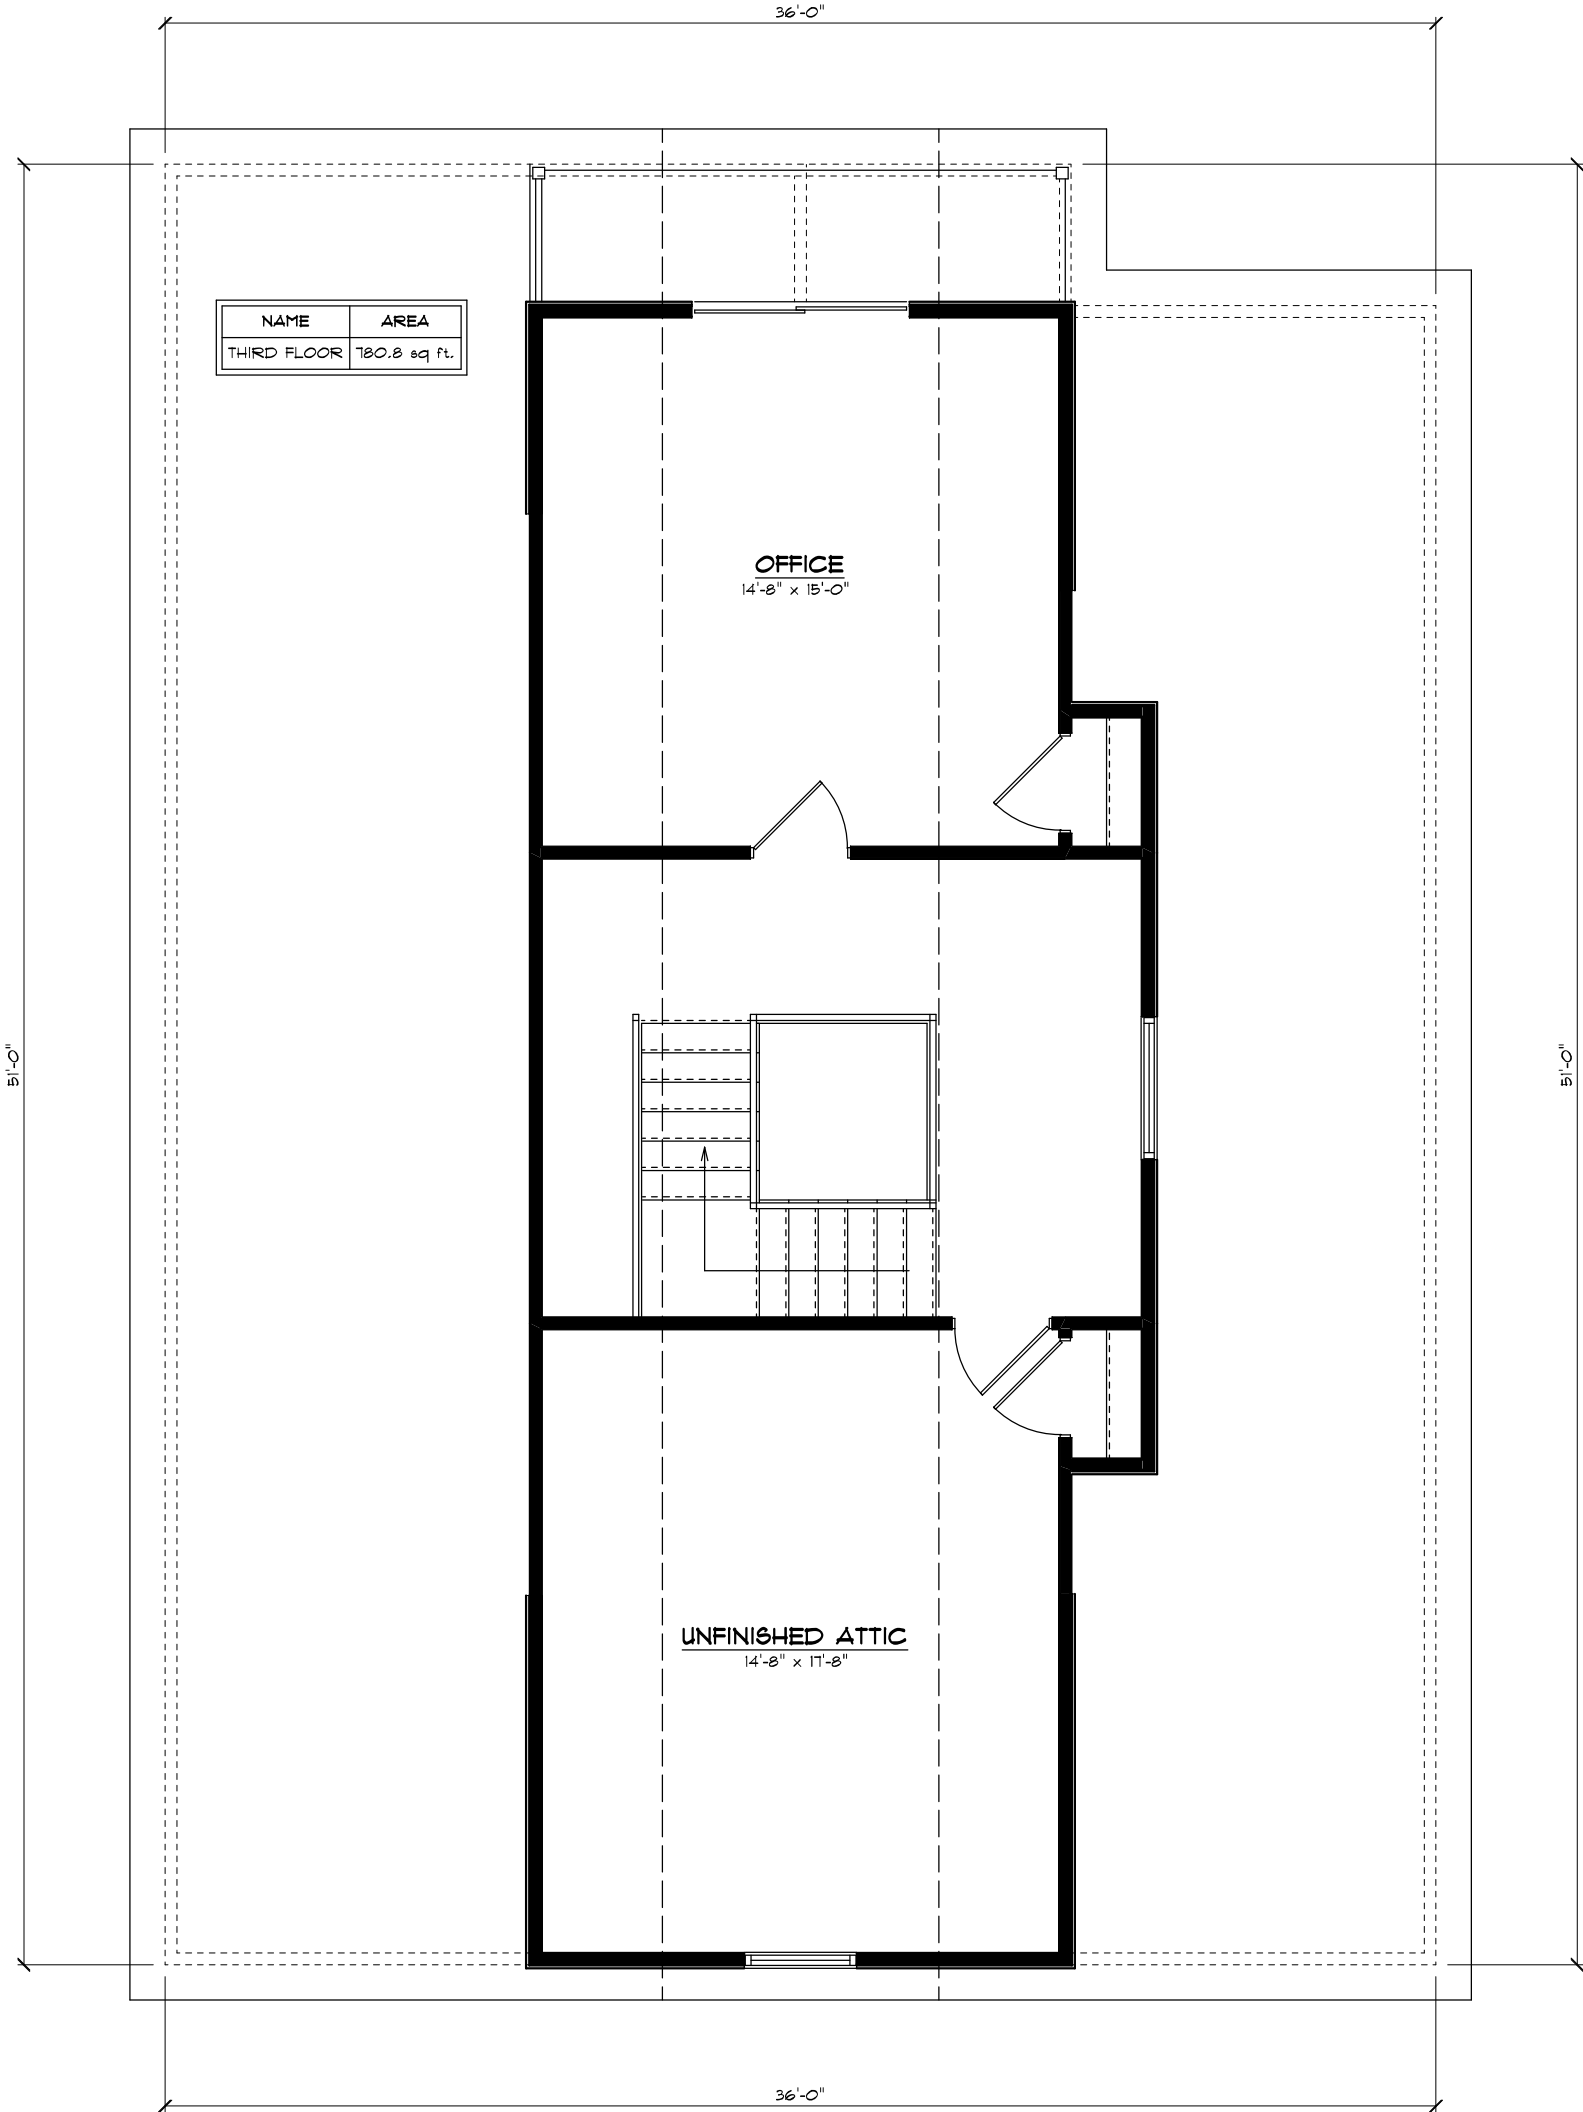 36'-0"
NAME AREA
THIRD FLOOR 780.8 sq ft.
OFFICE
14'-8" x 15'-0"
51'-0"
51'-0"
UNFINISHED ATTIC
14'-8" x 17'-8"
36'-0"